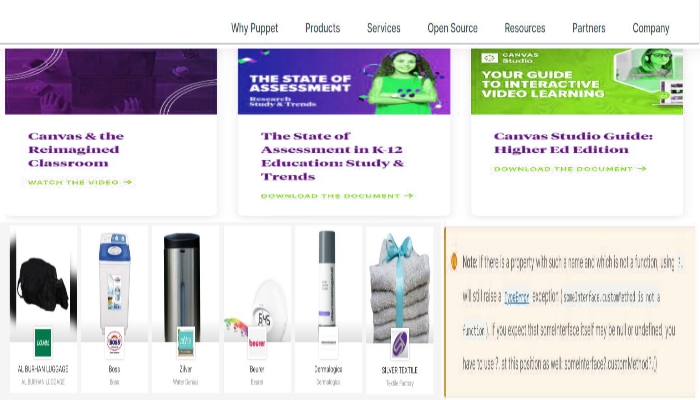 Why Puppet Products Services Open Source Resources Partners Company
THE STATE OF
ASSESSMENT
Research
Study & Trends
CANVAS
Studio
YOUR GUIDE
TO INTERACTIVE
VIDEO LEARNING
Canvas & the
Reimagined
Classroom
WATCH THE VIDEO →
The State of
Assessment in K-12
Education: Study &
Trends
DOWNLOAD THE DOCUMENT →
Canvas Studio Guide:
Higher Ed Edition
DOWNLOAD THE DOCUMENT →
beurer
AL BURHAN LUGGAGE
AL BURHAN LUGGAGE
Boss
Boss
Zilver
Water Genius
Beurer
Beurer
Dermalogica
Dermalogica
SILVER TEXTILE
Textile Factory
Note: If there is a property with such a name and which is not a function, using ?.
will still raise a TypeError exception (someInterface.customMethod is not a
function). If you expect that someInterface itself may be null or undefined, you
have to use ?. at this position as well: someInterface?.customMethod?.()